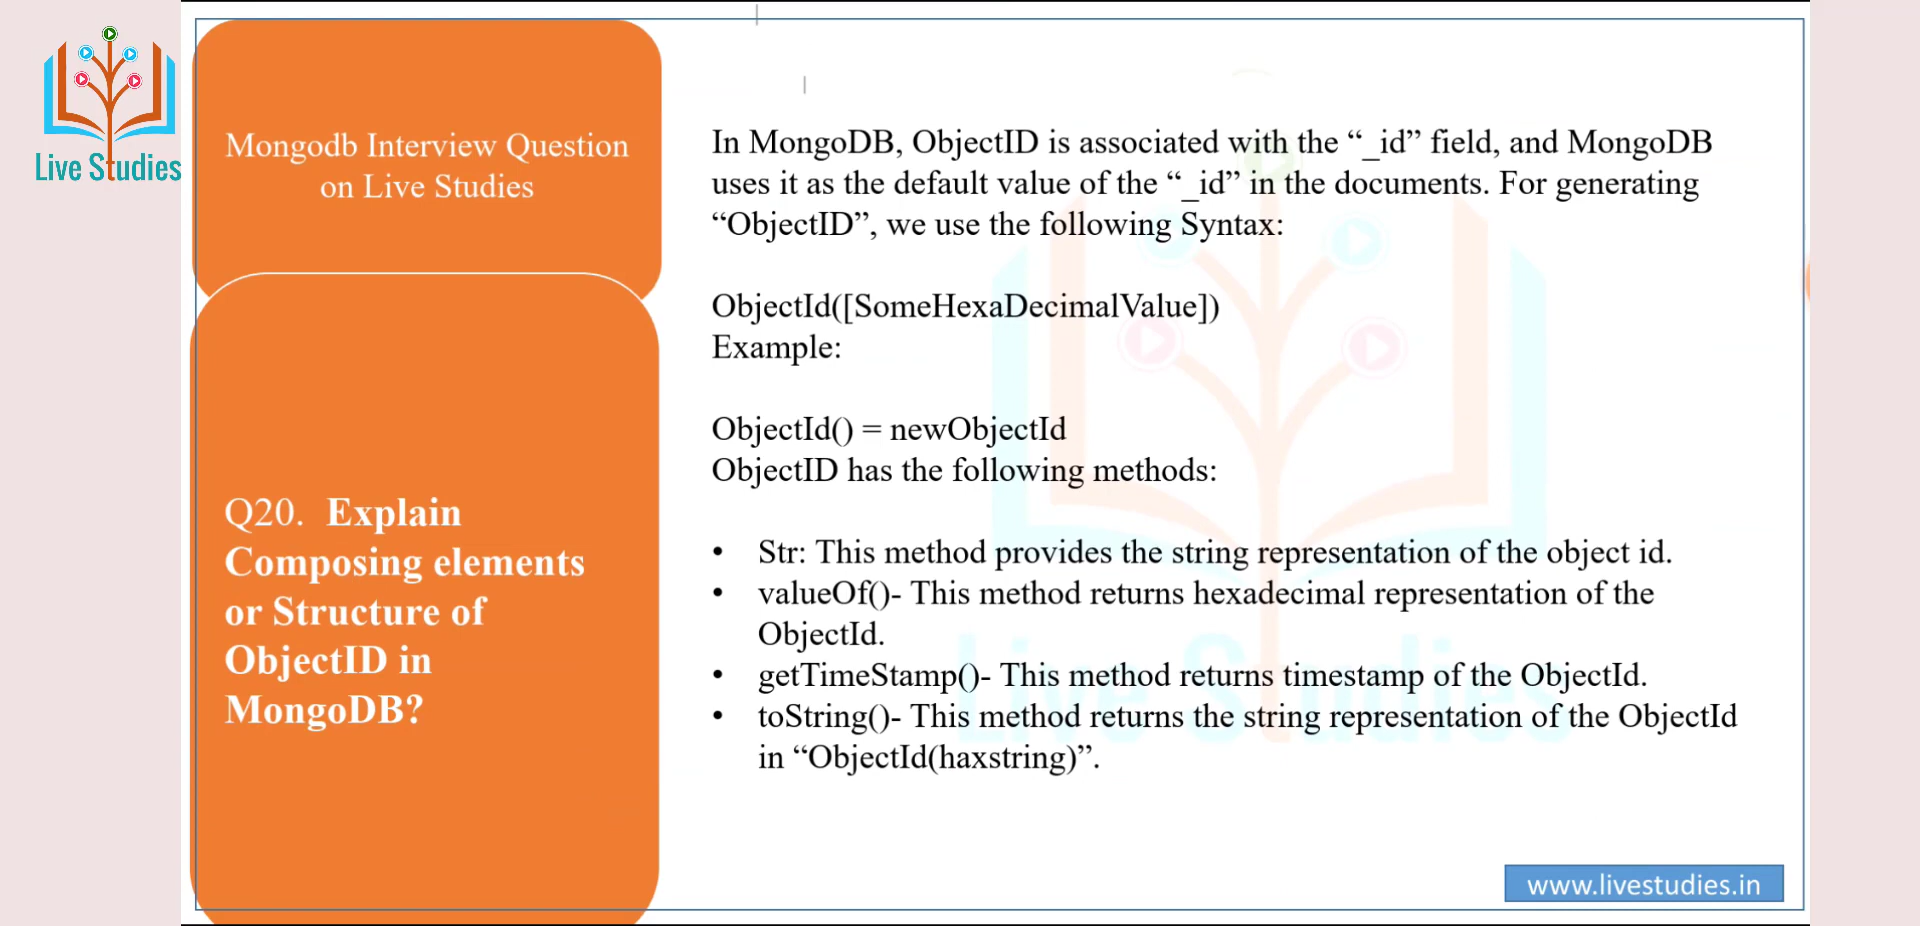 Live Studies
Mongodb Interview Question
on Live Studies
Q20. Explain
Composing elements
or Structure of
ObjectID in
MongoDB?
In MongoDB, ObjectID is associated with the “_id” field, and MongoDB
uses it as the default value of the “_id” in the documents. For generating
“ObjectID”, we use the following Syntax:
ObjectId([SomeHexaDecimalValue])
Example:
ObjectId() = newObjectId
ObjectID has the following methods:
• Str: This method provides the string representation of the object id.
• valueOf()- This method returns hexadecimal representation of the
ObjectId.
• getTimeStamp()- This method returns timestamp of the ObjectId.
• toString()- This method returns the string representation of the ObjectId
in “ObjectId(haxstring)”.
Live Studies
www.livestudies.in